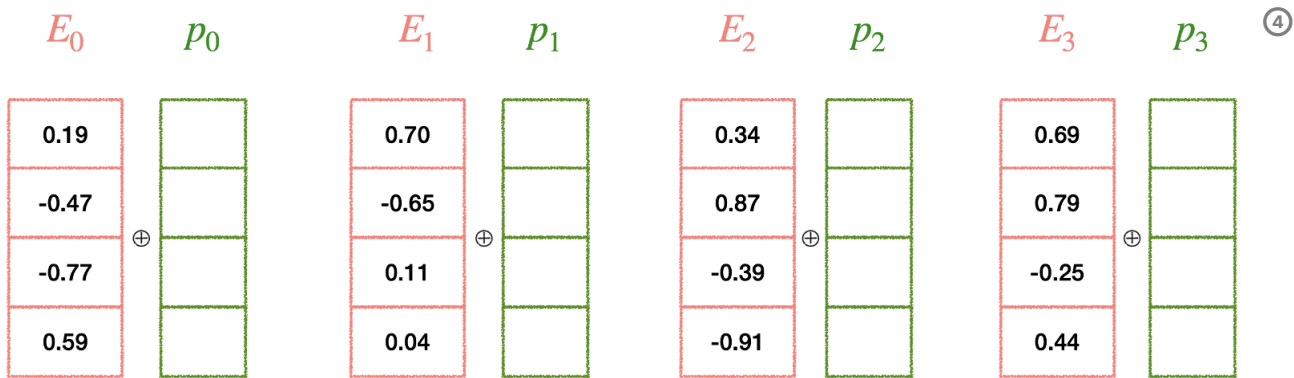 E₀ p₀ E₁ p₁ E₂ p₂ E₃ p₃ 4
0.19 0.70 0.34 0.69
-0.47 -0.65 0.87 0.79
⊕ ⊕ ⊕ ⊕
-0.77 0.11 -0.39 -0.25
0.59 0.04 -0.91 0.44